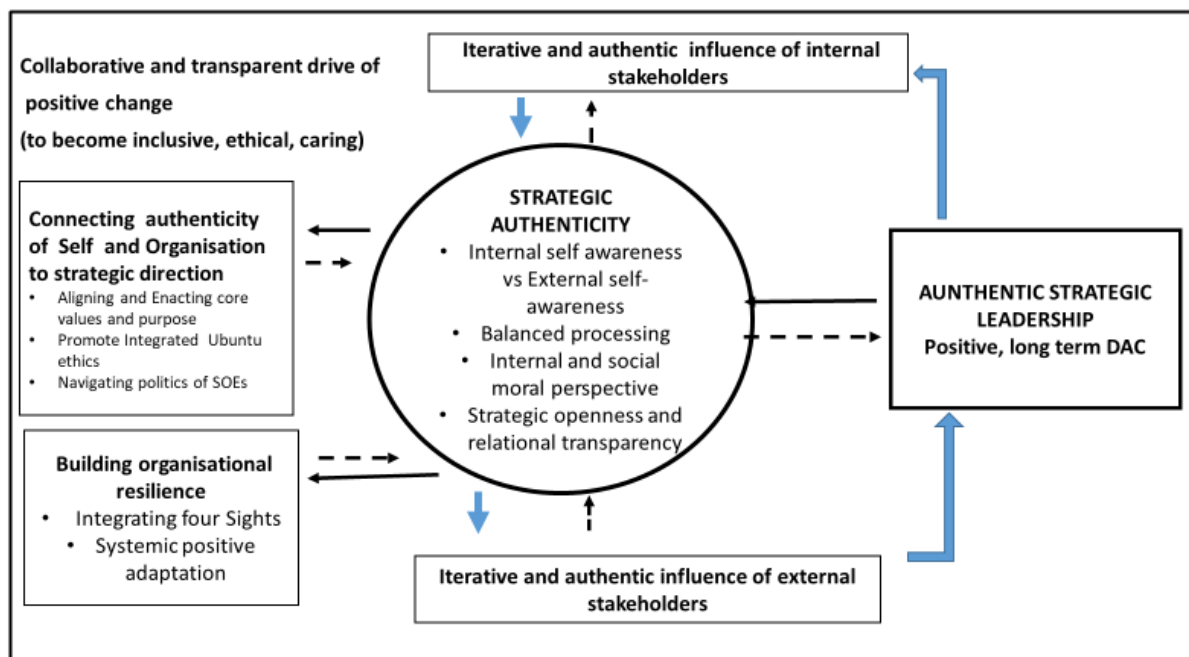 Collaborative and transparent drive of
positive change
(to become inclusive, ethical, caring)
Iterative and authentic influence of internal
stakeholders
Connecting authenticity
of Self and Organisation
to strategic direction
• Aligning and Enacting core
values and purpose
• Promote Integrated Ubuntu
ethics
• Navigating politics of SOEs
Building organisational
resilience
• Integrating four Sights
• Systemic positive
adaptation
STRATEGIC
AUTHENTICITY
• Internal self awareness
vs External self-
awareness
• Balanced processing
• Internal and social
moral perspective
• Strategic openness and
relational transparency
AUNTHENTIC STRATEGIC
LEADERSHIP
Positive, long term DAC
Iterative and authentic influence of external
stakeholders